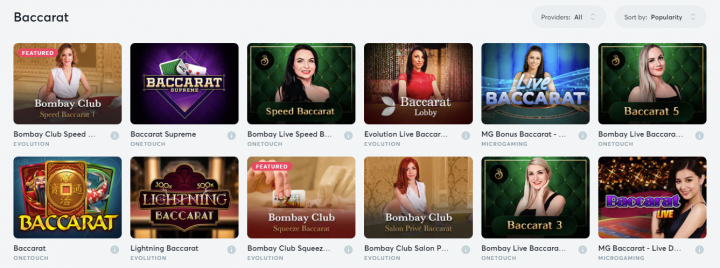 Baccarat
Providers: All
Sort by: Popularity
FEATURED
Bombay Club
Speed Baccarat 1
BACCARAT
SUPREME
Speed Baccarat
Baccarat
Lobby
Live
BACCARAT
Baccarat 5
Bombay Club Speed ...
Baccarat Supreme
Bombay Live Speed B...
Evolution Live Baccar...
MG Bonus Baccarat - ...
Bombay Live Baccara...
EVOLUTION
ONETOUCH
ONETOUCH
EVOLUTION
MICROGAMING
ONETOUCH
BACCARAT
LIGHTNING
BACCARAT
FEATURED
Bombay Club
Squeeze Baccarat
Bombay Club
Salon Privé Baccarat
Baccarat 3
Baccarat
LIVE
Baccarat
Lightning Baccarat
Bombay Club Squeez...
Bombay Club Salon P...
Bombay Live Baccara...
MG Baccarat - Live D...
ONETOUCH
EVOLUTION
EVOLUTION
EVOLUTION
ONETOUCH
MICROGAMING